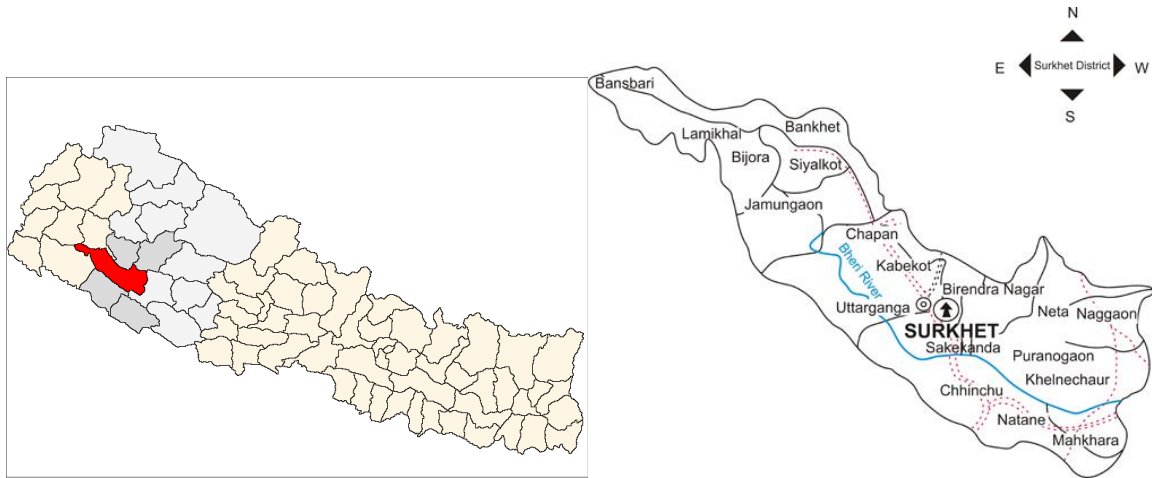 N
E
Surkhet District
W
S
Bansbari
Lamikhal
Bankhet
Bijora
Siyalkot
Jamungaon
Chapan
Bheri River
Kabekot
Birendra Nagar
Uttarganga
Neta
Naggaon
SURKHET
Sakekanda
Puranogaon
Khelnechaur
Chhinchu
Natane
Mahkhara